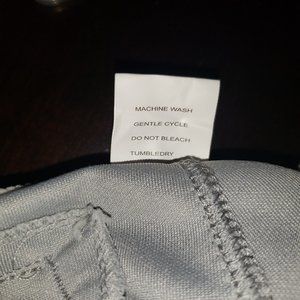 MACHINE WASH
GENTLE CYCLE
DO NOT BLEACH
TUMBLEDRY